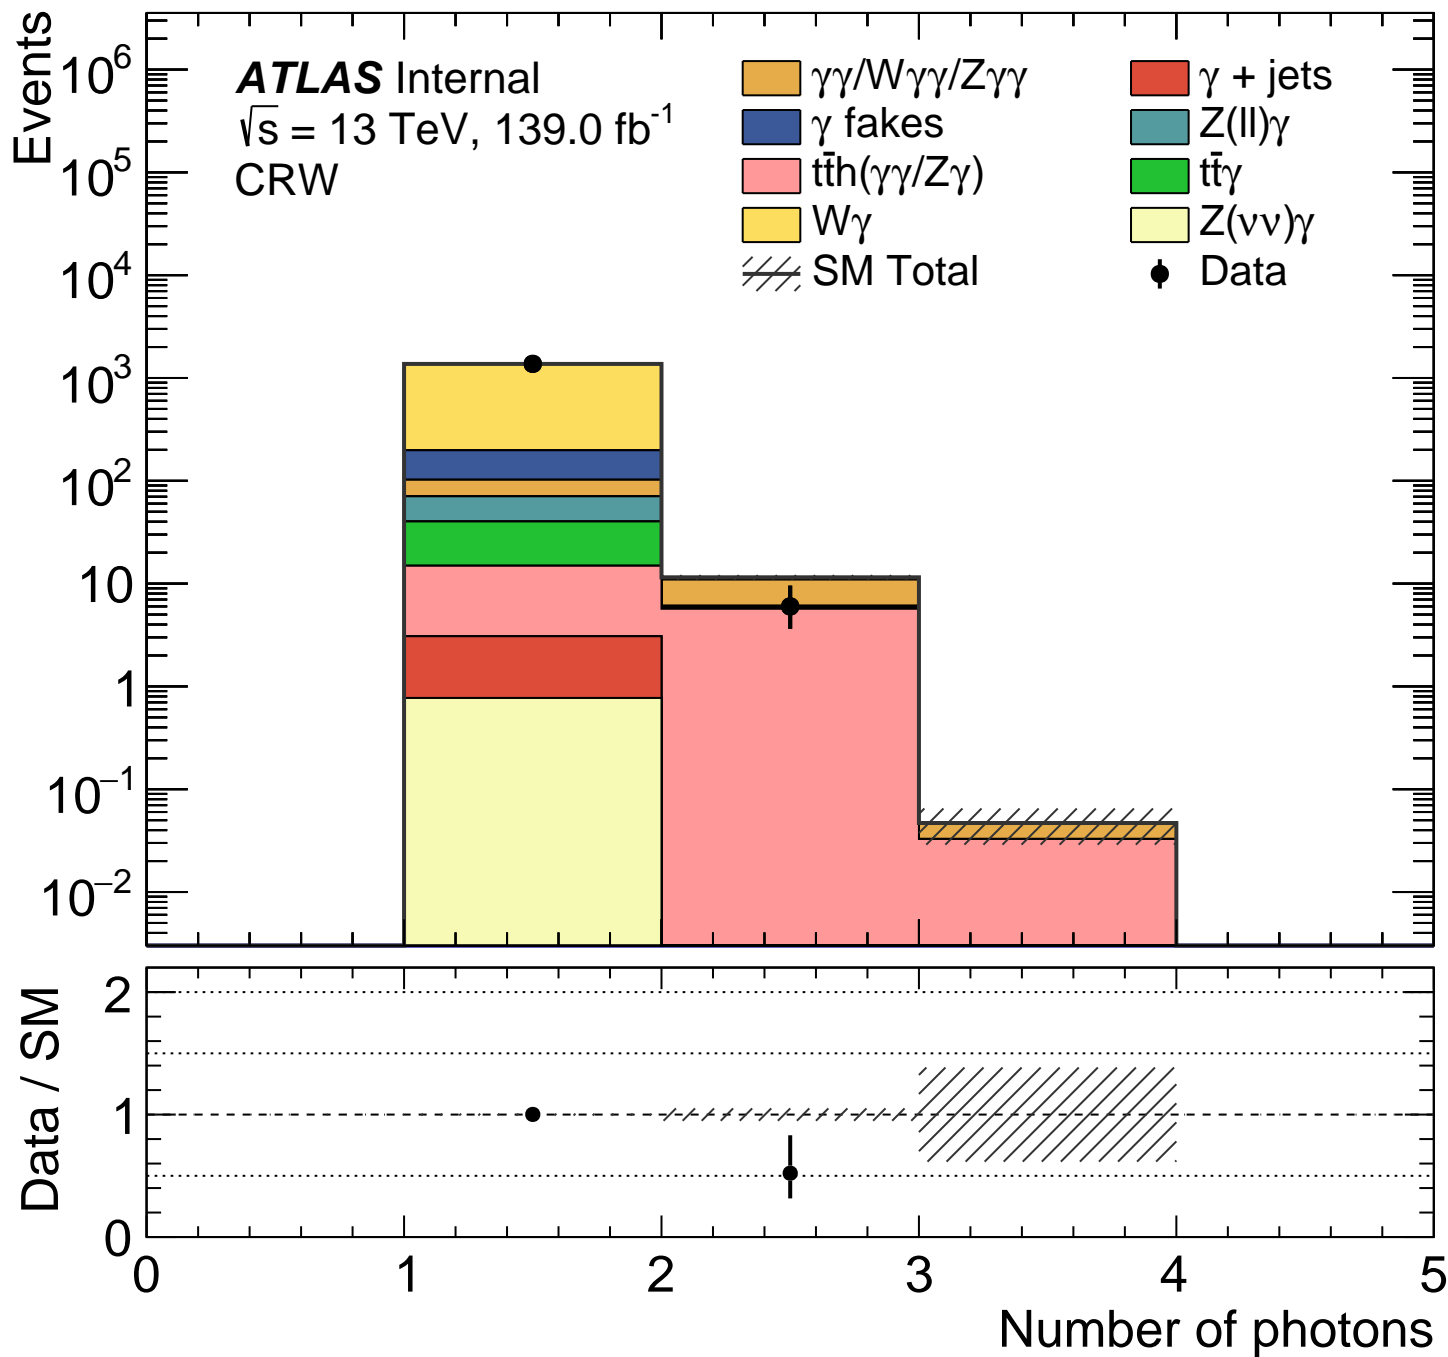 Events
10⁶
10⁵
10⁴
10³
10²
10
1
10⁻¹
10⁻²
ATLAS Internal
√s = 13 TeV, 139.0 fb⁻¹
CRW
γγ/Wγγ/Zγγ
γ fakes
tt̄h(γγ/Zγ)
Wγ
SM Total
γ + jets
Z(ll)γ
tt̄γ
Z(νν)γ
Data
Data / SM
2
1
0
0 1 2 3 4 5
Number of photons